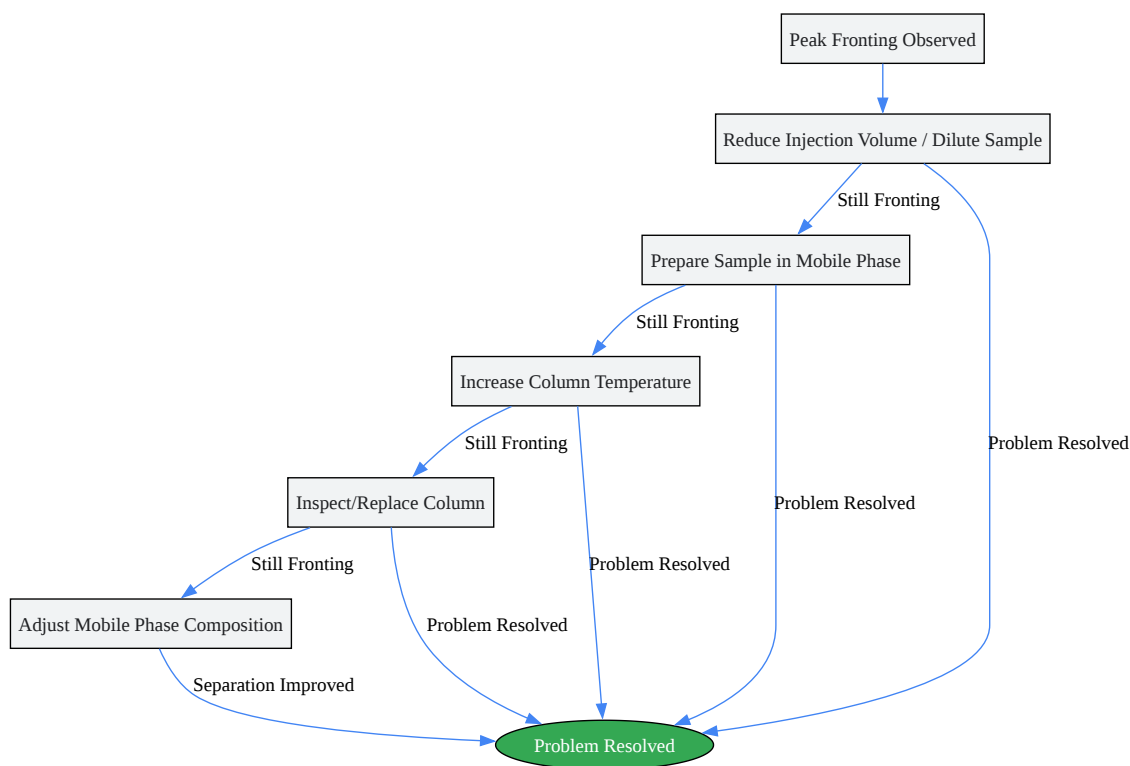 Peak Fronting Observed
Reduce Injection Volume / Dilute Sample
Still Fronting
Prepare Sample in Mobile Phase
Still Fronting
Increase Column Temperature
Still Fronting
Problem Resolved
Inspect/Replace Column
Problem Resolved
Still Fronting
Problem Resolved
Adjust Mobile Phase Composition
Problem Resolved
Separation Improved
Problem Resolved